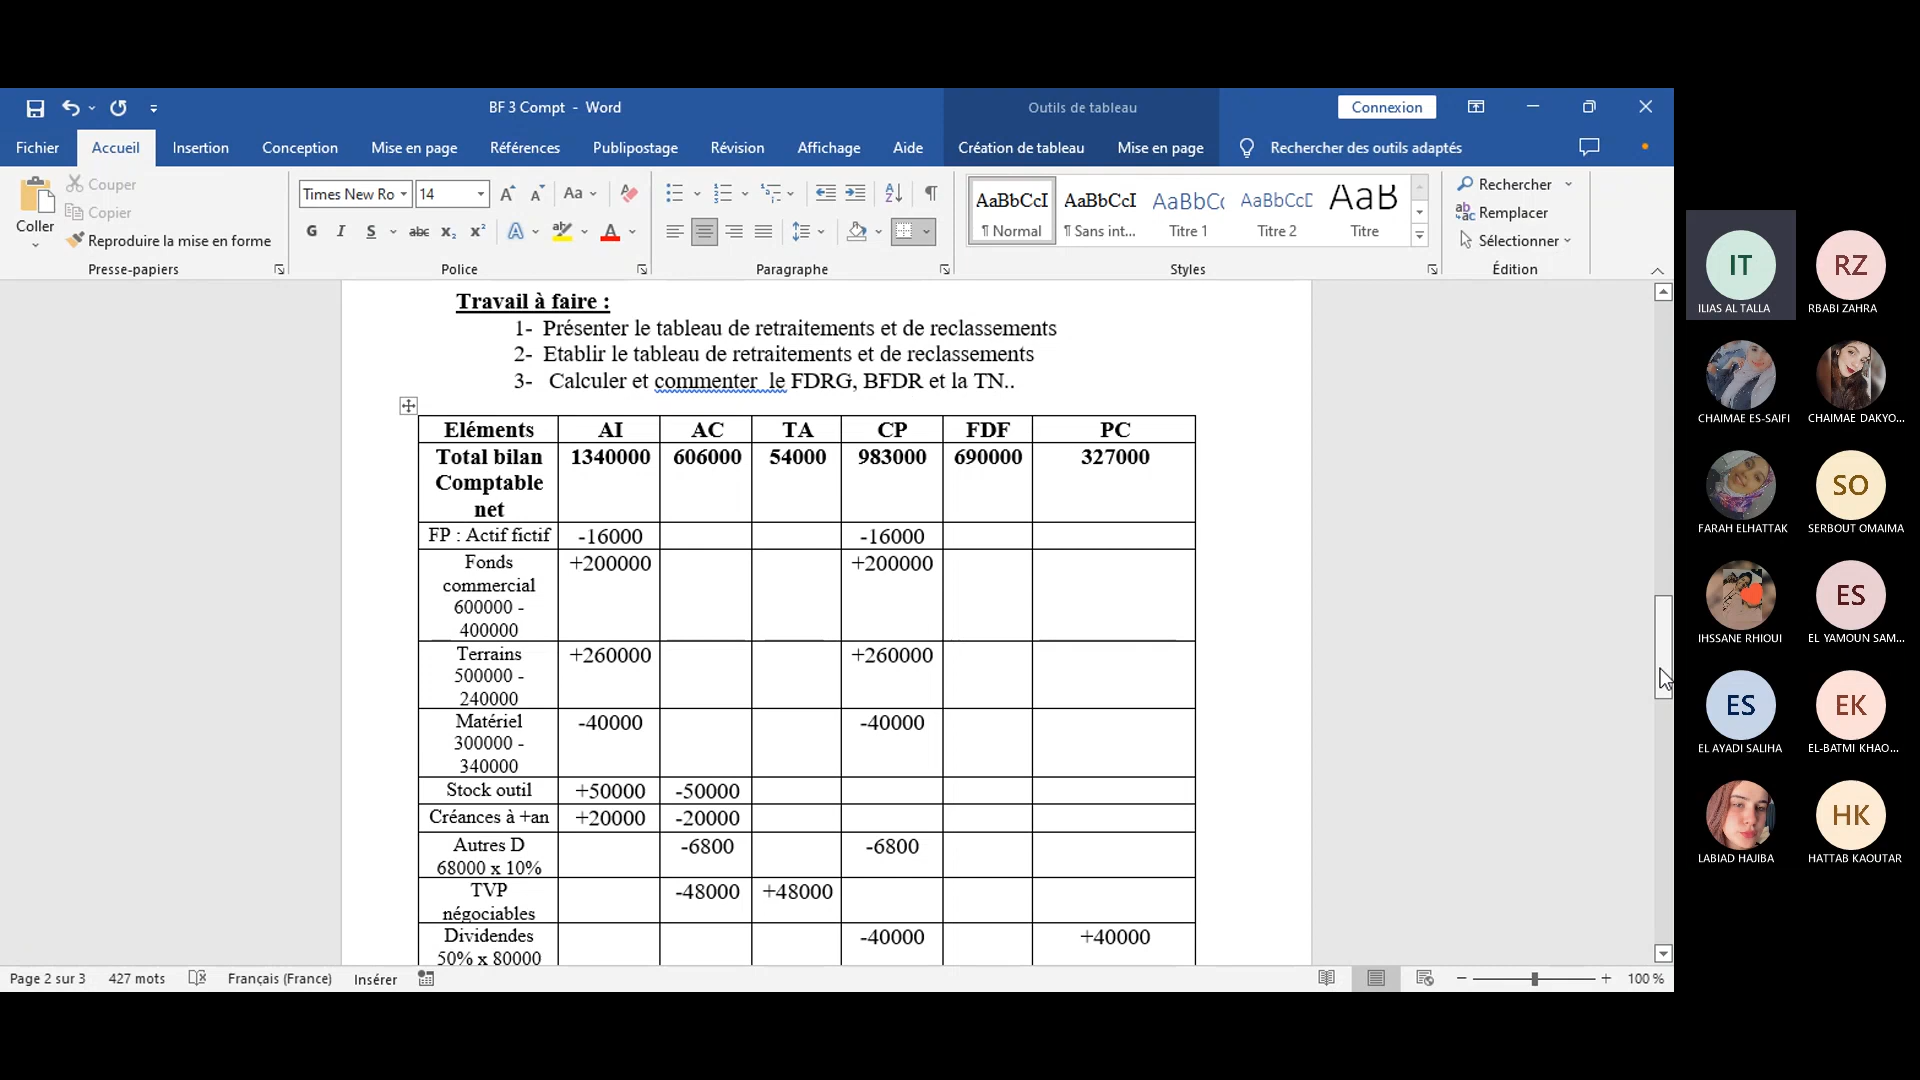 BF 3 Compt - Word
Outils de tableau
Connexion
Fichier
Accueil
Insertion
Conception
Mise en page
Références
Publipostage
Révision
Affichage
Aide
Création de tableau
Mise en page
Rechercher des outils adaptés
Coller
Couper
Copier
Reproduire la mise en forme
Presse-papiers
Times New Ro
14
Aa
G I S abc x₂ x² A ab A
Police
Paragraphe
AaBbCcI
¶ Normal
AaBbCcI
¶ Sans int...
AaBbCc
Titre 1
AaBbCcD
Titre 2
AaB
Titre
Styles
Rechercher
Remplacer
Sélectionner
Édition
Travail à faire :
1- Présenter le tableau de retraitements et de reclassements
2- Etablir le tableau de retraitements et de reclassements
3- Calculer et commenter le FDRG, BFDR et la TN..
Eléments AI AC TA CP FDF PC
Total bilan 1340000 606000 54000 983000 690000 327000
Comptable
net
FP : Actif fictif -16000 -16000
Fonds +200000 +200000
commercial
600000 -
400000
Terrains +260000 +260000
500000 -
240000
Matériel -40000 -40000
300000 -
340000
Stock outil +50000 -50000
Créances à +an +20000 -20000
Autres D -6800 -6800
68000 x 10%
TVP -48000 +48000
négociables
Dividendes -40000 +40000
50% x 80000
Page 2 sur 3
427 mots
Français (France)
Insérer
100 %
IT
ILIAS AL TALLA
RZ
RBABI ZAHRA
CHAIMAE ES-SAIFI
CHAIMAE DAKYO...
FARAH ELHATTAK
SO
SERBOUT OMAIMA
IHSSANE RHIOUI
ES
EL YAMOUN SAM...
ES
EL AYADI SALIHA
EK
EL-BATMI KHAO...
LABIAD HAJIBA
HK
HATTAB KAOUTAR